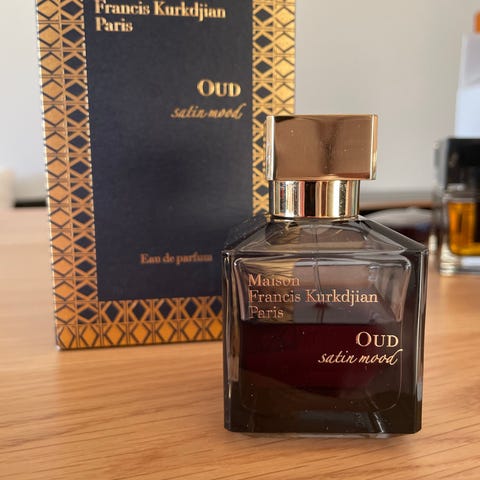 Francis Kurkdjian
Paris
OUD
satin mood
Eau de parfum
Maison
Francis Kurkdjian
Paris
OUD
satin mood